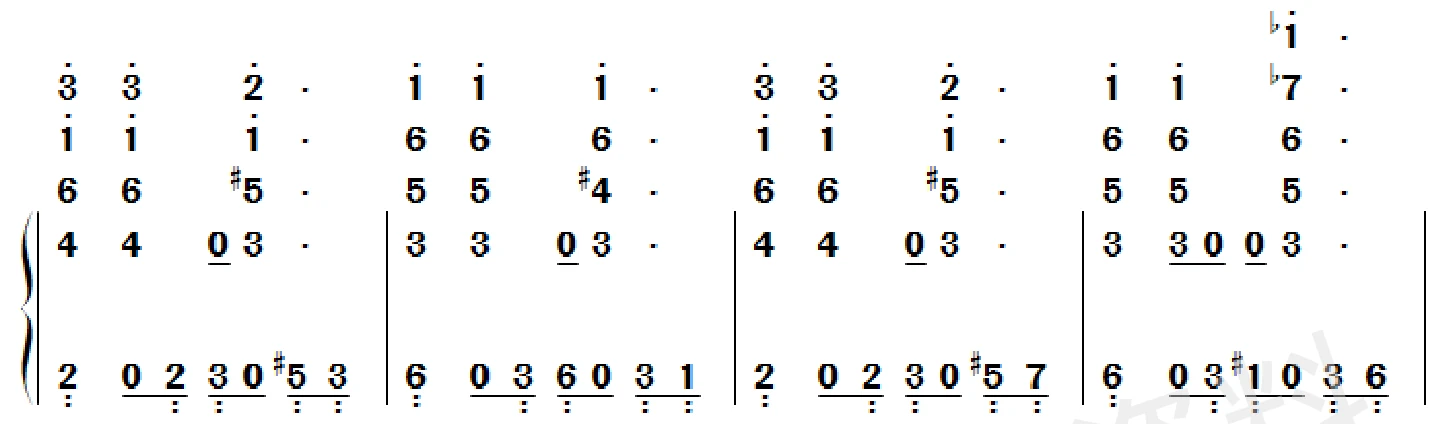 ♭1 ·
3 3 2 · 1 1 1 · 3 3 2 · 1 1 ♭7 ·
1 1 1 · 6 6 6 · 1 1 1 · 6 6 6 ·
6 6 #5 · 5 5 #4 · 6 6 #5 · 5 5 5 ·
4 4 0 3 · 3 3 0 3 · 4 4 0 3 · 3 3 0 0 3 ·
2 0 2 3 0 #5 3 6 0 3 6 0 3 1 2 0 2 3 0 #5 7 6 0 3 #1 0 3 6
资料